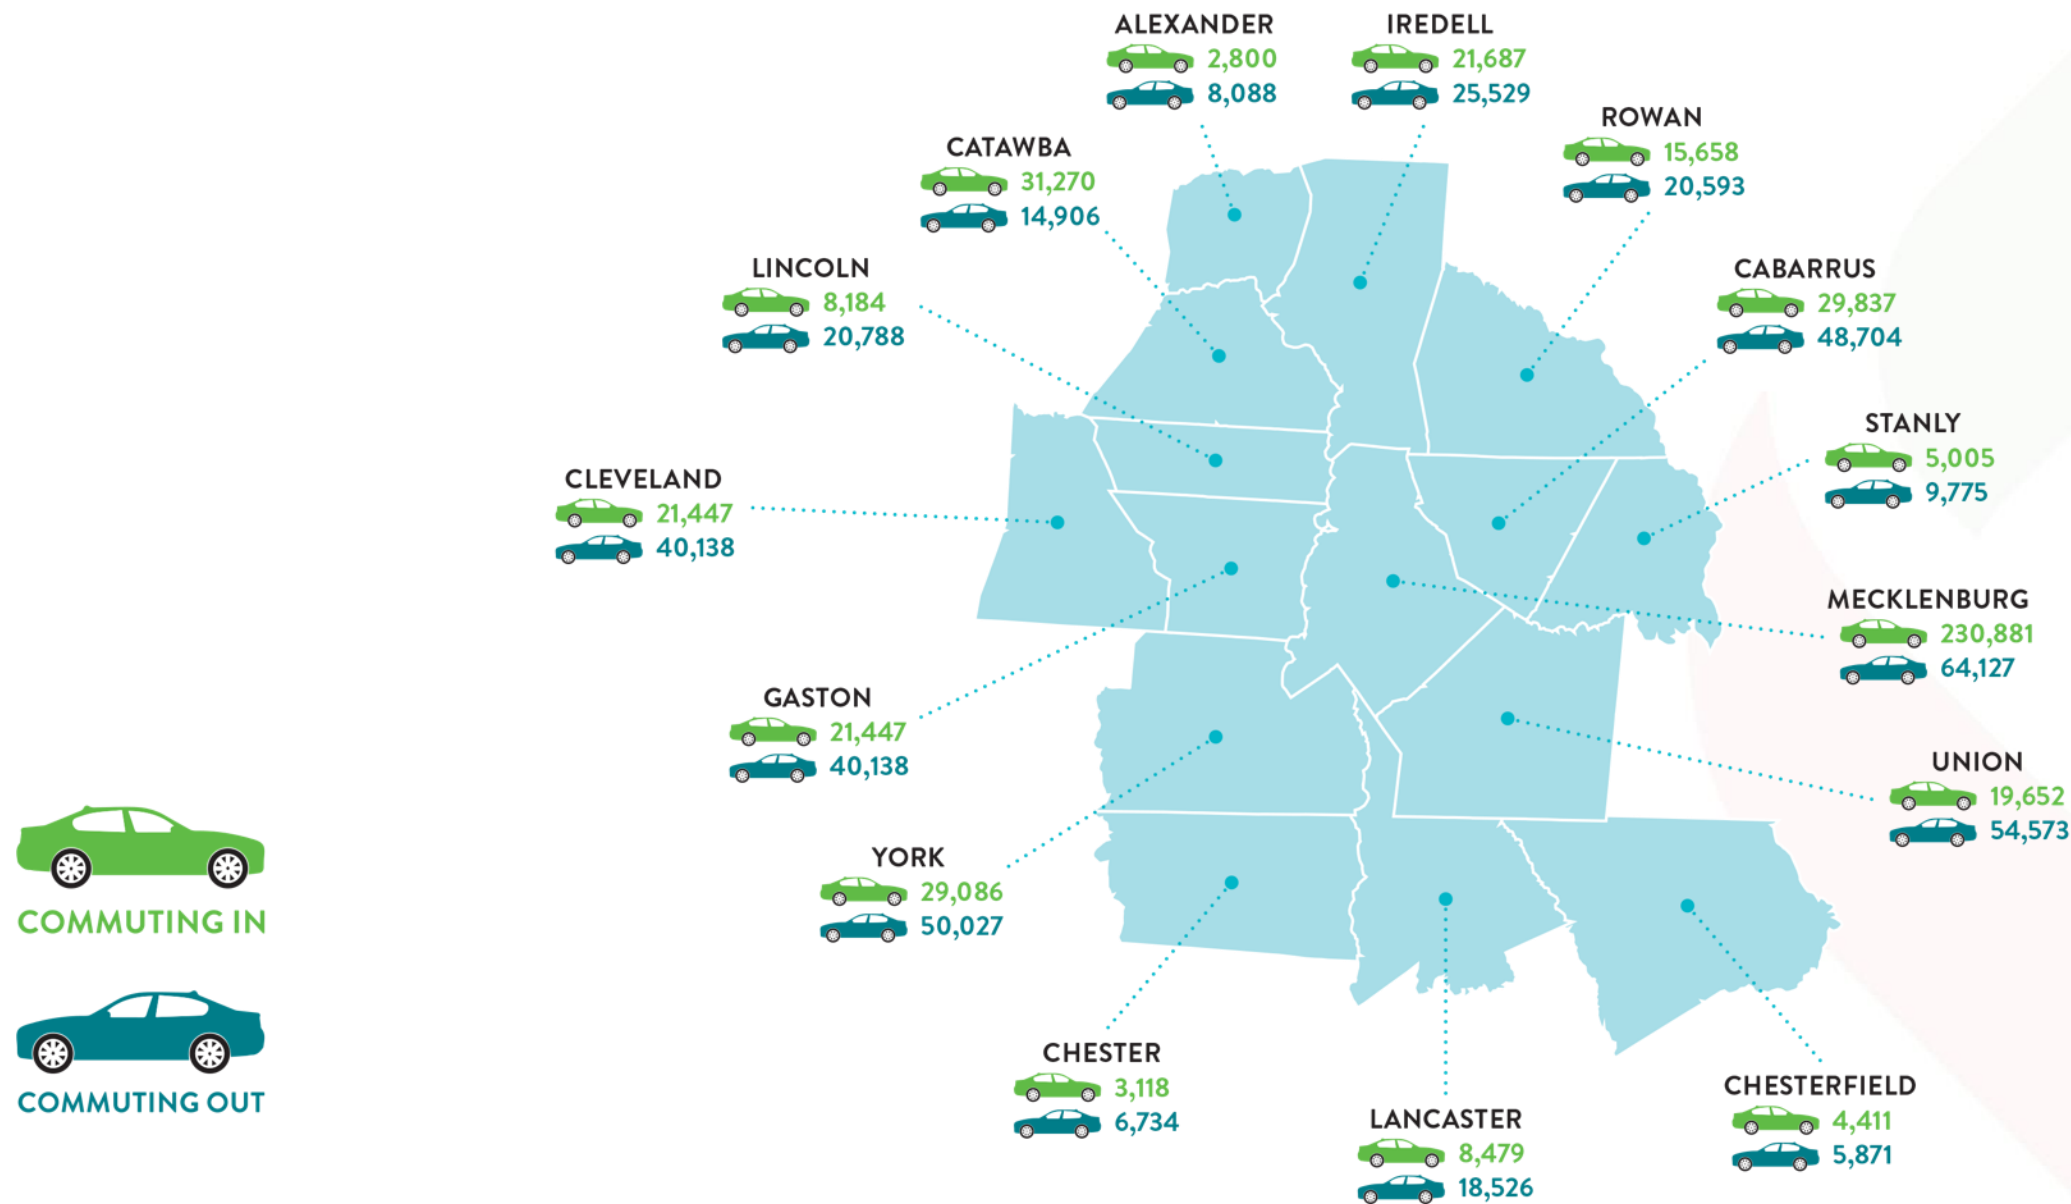 ALEXANDER
2,800
8,088
IREDELL
21,687
25,529
ROWAN
15,658
20,593
CATAWBA
31,270
14,906
LINCOLN
8,184
20,788
CABARRUS
29,837
48,704
STANLY
5,005
9,775
CLEVELAND
21,447
40,138
MECKLENBURG
230,881
64,127
GASTON
21,447
40,138
UNION
19,652
54,573
YORK
29,086
50,027
COMMUTING IN
COMMUTING OUT
CHESTER
3,118
6,734
LANCASTER
8,479
18,526
CHESTERFIELD
4,411
5,871